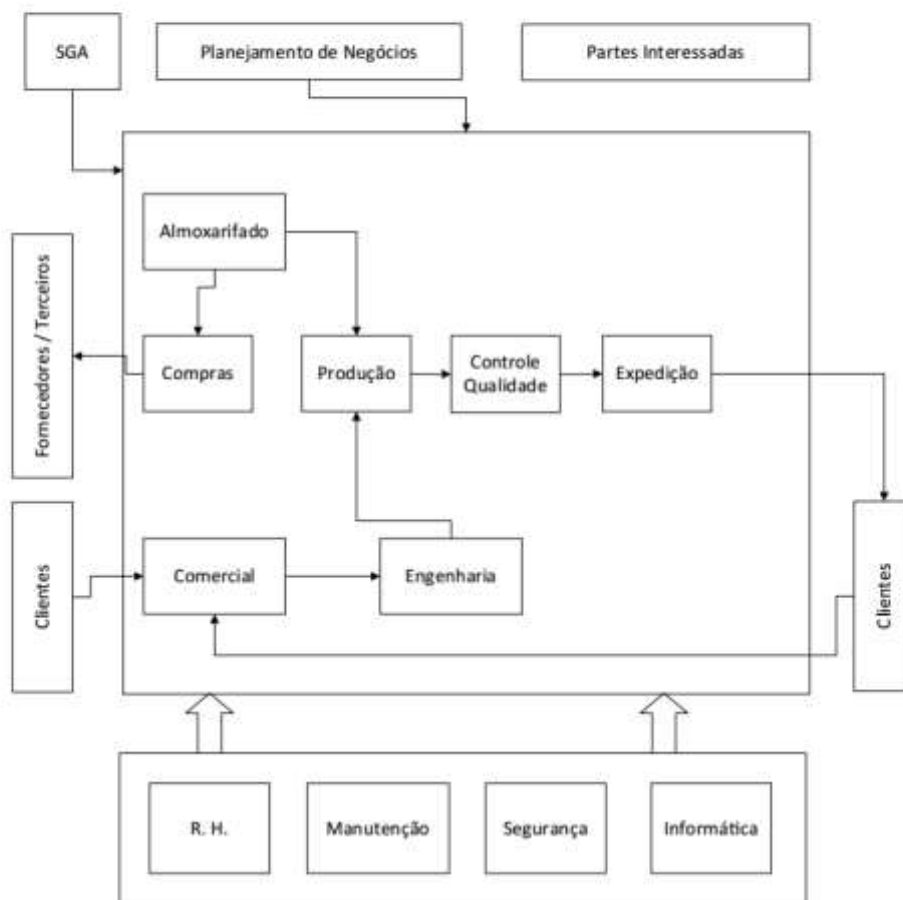 SGA
Planejamento de Negócios
Partes Interessadas
Almoxarifado
Fornecedores / Terceiros
Compras
Produção
Controle
Qualidade
Expedição
Clientes
Comercial
Engenharia
Clientes
R. H.
Manutenção
Segurança
Informática